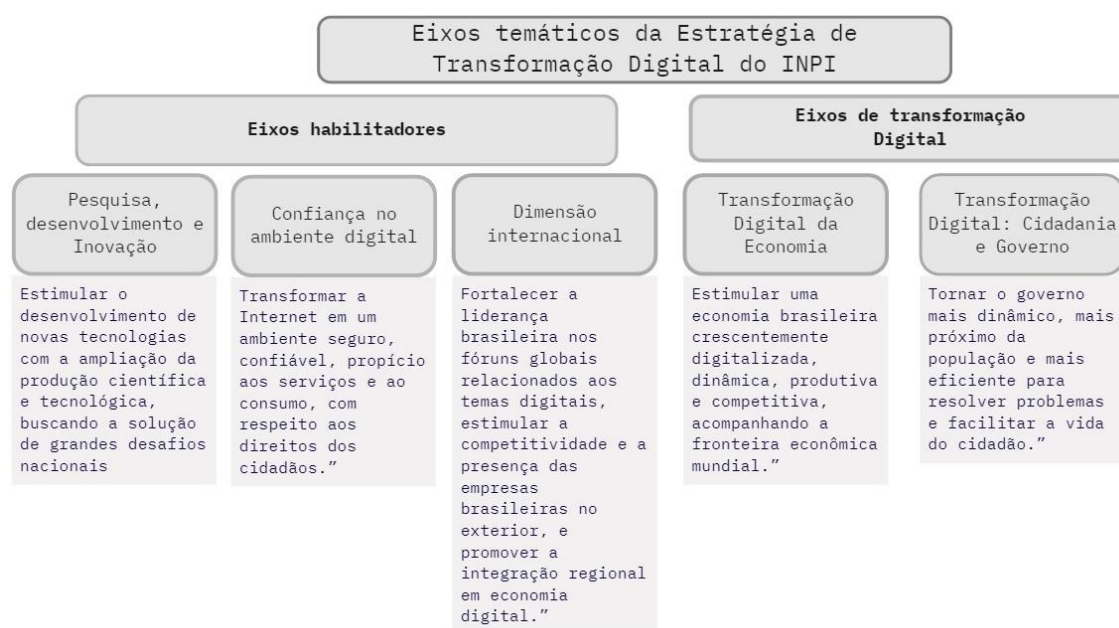 Eixos temáticos da Estratégia de
Transformação Digital do INPI
Eixos habilitadores
Eixos de transformação
Digital
Pesquisa,
desenvolvimento e
Inovação
Confiança no
ambiente digital
Dimensão
internacional
Transformação
Digital da
Economia
Transformação
Digital: Cidadania
e Governo
Estimular o
desenvolvimento de
novas tecnologias
com a ampliação da
produção científica
e tecnológica,
buscando a solução
de grandes desafios
nacionais
Transformar a
Internet em um
ambiente seguro,
confiável, propício
aos serviços e ao
consumo, com
respeito aos
direitos dos
cidadãos.”
Fortalecer a
liderança
brasileira nos
fóruns globais
relacionados aos
temas digitais,
estimular a
competitividade e a
presença das
empresas
brasileiras no
exterior, e
promover a
integração regional
em economia
digital.”
Estimular uma
economia brasileira
crescentemente
digitalizada,
dinâmica, produtiva
e competitiva,
acompanhando a
fronteira econômica
mundial.”
Tornar o governo
mais dinâmico, mais
próximo da
população e mais
eficiente para
resolver problemas
e facilitar a vida
do cidadão.”